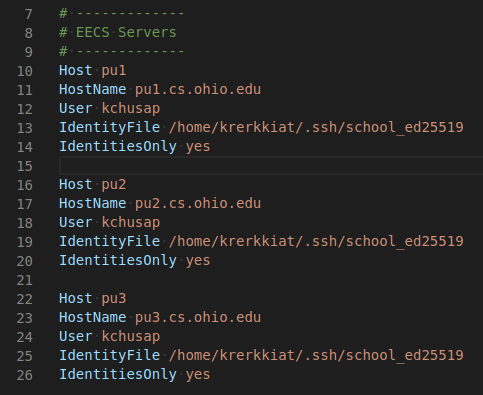 7 # -------------
8 # EECS Servers
9 # -------------
10 Host pu1
11 HostName pu1.cs.ohio.edu
12 User kchusap
13 IdentityFile /home/krerkkiat/.ssh/school_ed25519
14 IdentitiesOnly yes
15
16 Host pu2
17 HostName pu2.cs.ohio.edu
18 User kchusap
19 IdentityFile /home/krerkkiat/.ssh/school_ed25519
20 IdentitiesOnly yes
21
22 Host pu3
23 HostName pu3.cs.ohio.edu
24 User kchusap
25 IdentityFile /home/krerkkiat/.ssh/school_ed25519
26 IdentitiesOnly yes